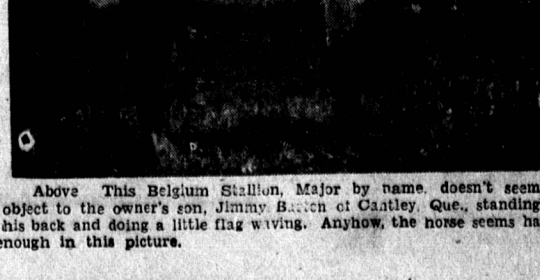 Above This Belgium Stallion, Major by name. doesn't seem
object to the owner's son, Jimmy of Cantley, Que., standing
his back and doing a little flag waving. Anyhow, the horse seems ha
enough in this picture.